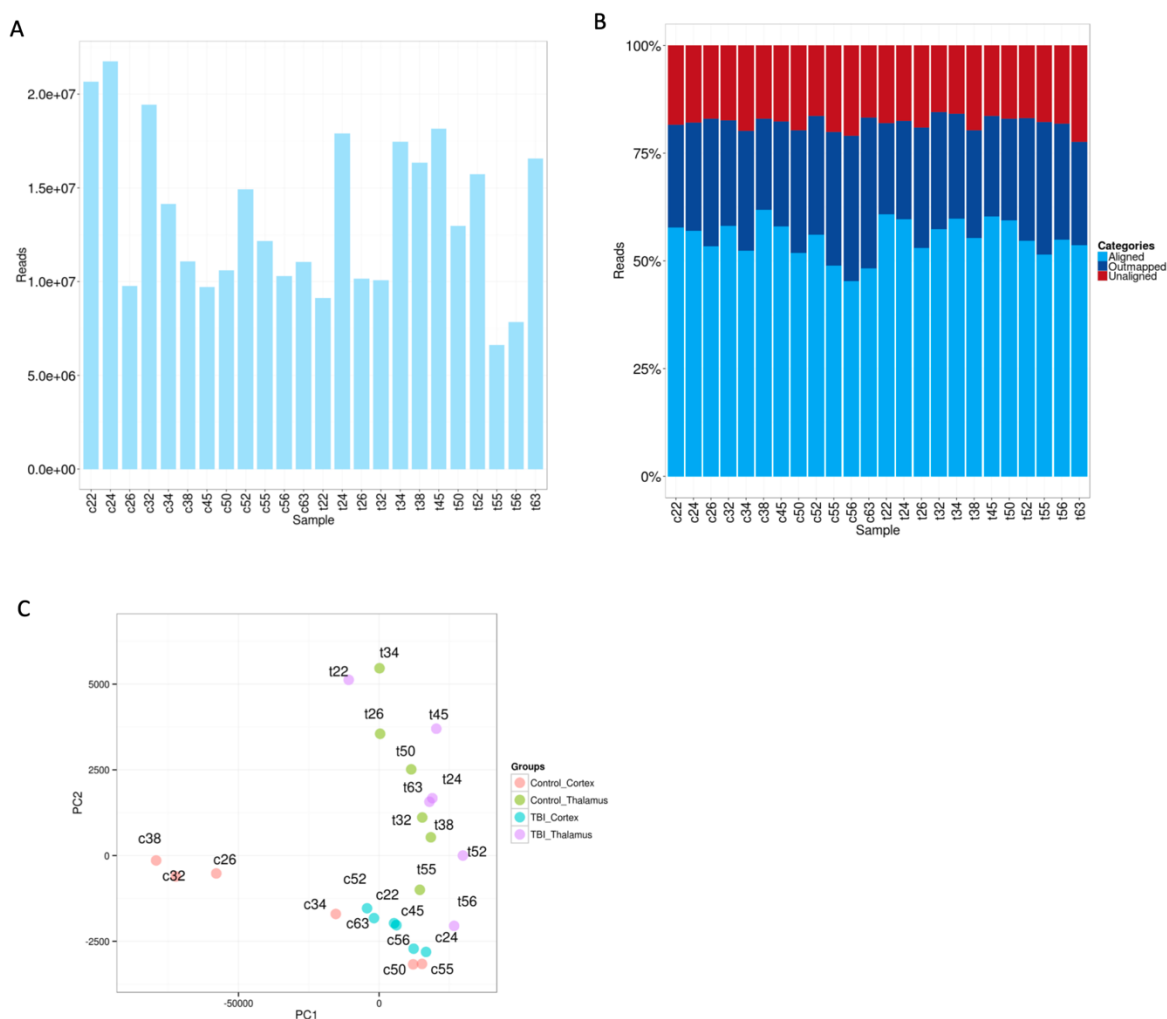 A
Reads
2.0e+07
1.5e+07
1.0e+07
5.0e+06
0.0e+00
c22 c24 c26 c32 c34 c38 c45 c50 c52 c55 c56 c63 t22 t24 t26 t32 t34 t38 t45 t50 t52 t55 t56 t63
Sample
B
Reads
100%
75%
50%
25%
0%
c22 c24 c26 c32 c34 c38 c45 c50 c52 c55 c56 c63 t22 t24 t26 t32 t34 t38 t45 t50 t52 t55 t56 t63
Sample
Categories
Aligned
Outmapped
Unaligned
C
PC2
5000
2500
0
-2500
t34
t22
t26
t45
t50
t24
t63
t32
t38
c38
c32
c26
t52
t55
c52
c22
t56
c34
c63
c45
c56
c24
c50
c55
-50000
0
PC1
Groups
Control_Cortex
Control_Thalamus
TBI_Cortex
TBI_Thalamus